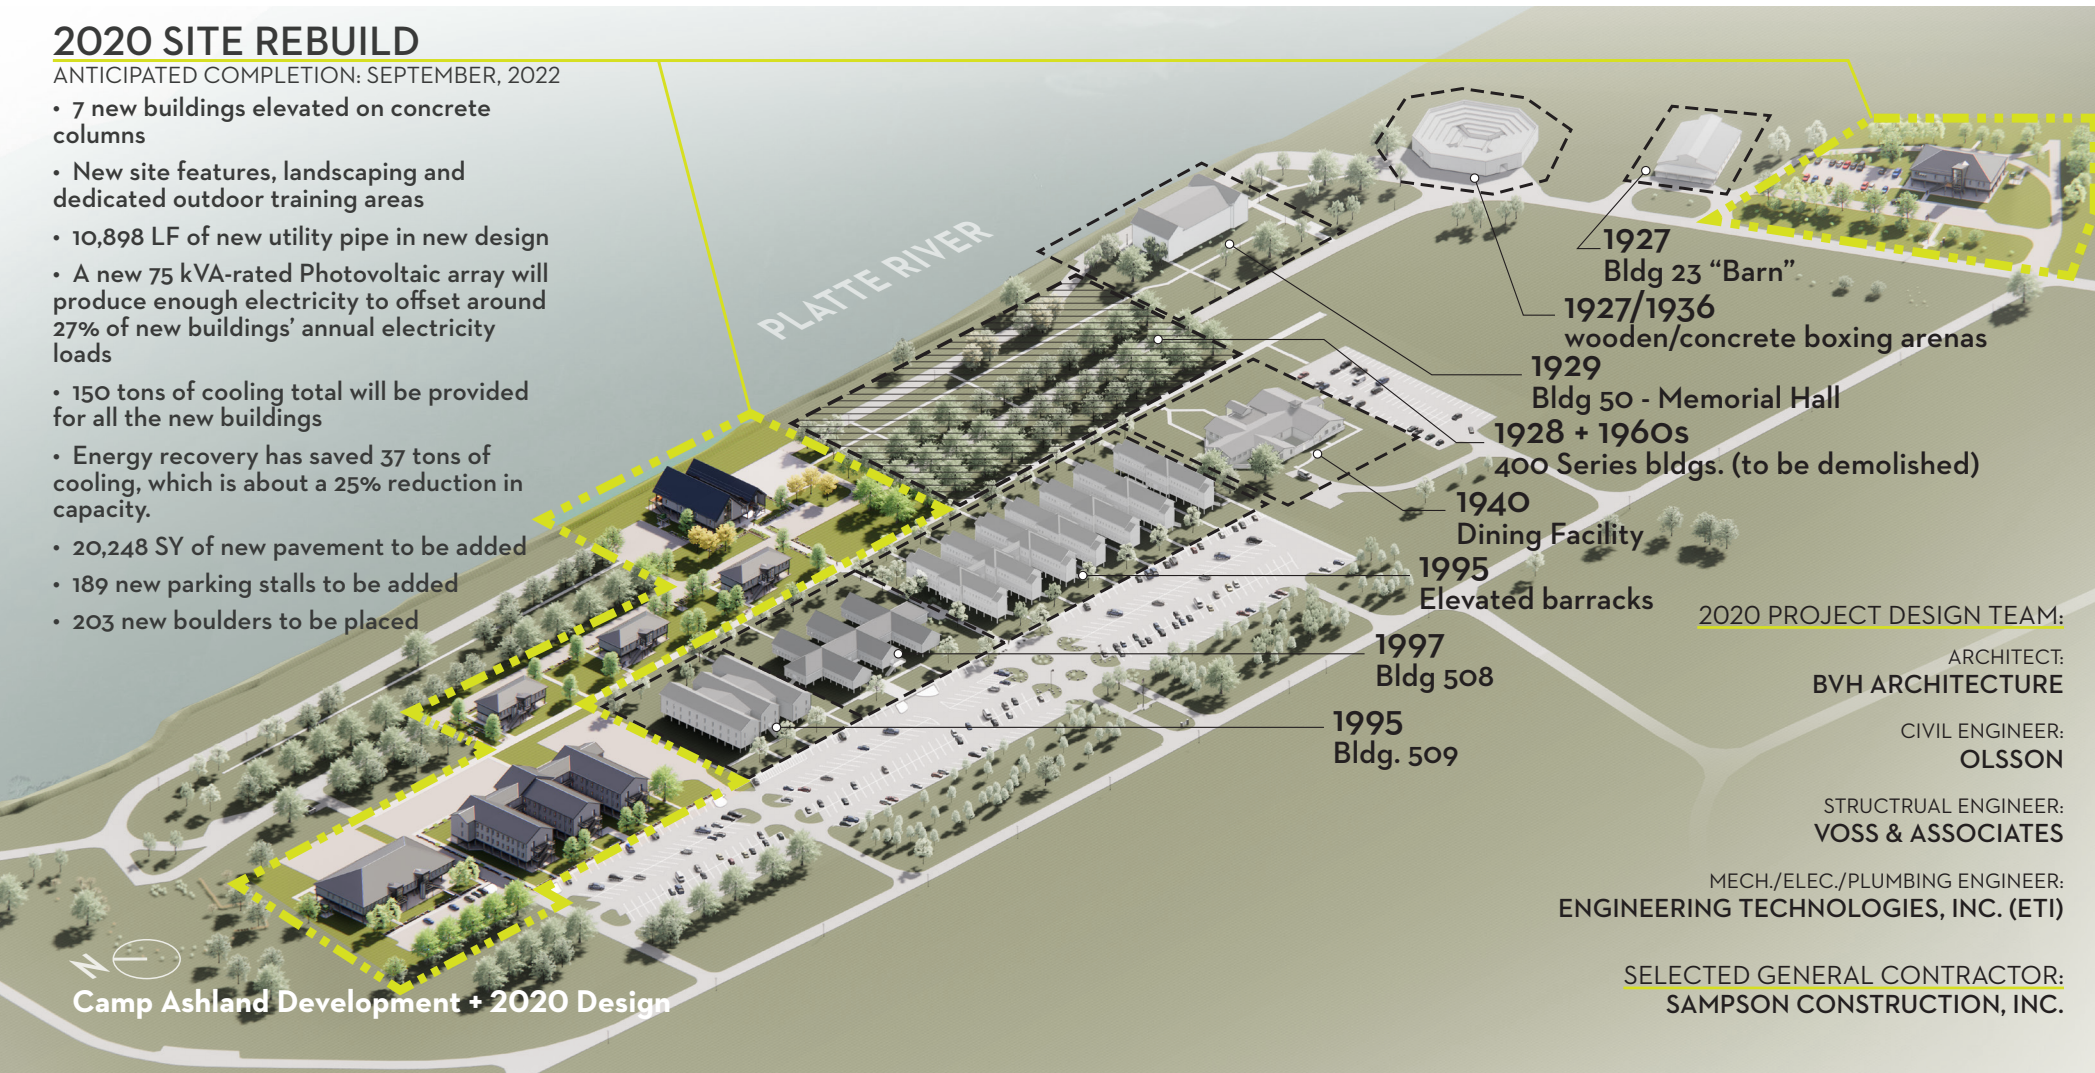 2020 SITE REBUILD
ANTICIPATED COMPLETION: SEPTEMBER, 2022
• 7 new buildings elevated on concrete
columns
• New site features, landscaping and
dedicated outdoor training areas
• 10,898 LF of new utility pipe in new design
• A new 75 kVA-rated Photovoltaic array will
produce enough electricity to offset around
27% of new buildings’ annual electricity
loads
• 150 tons of cooling total will be provided
for all the new buildings
• Energy recovery has saved 37 tons of
cooling, which is about a 25% reduction in
capacity.
• 20,248 SY of new pavement to be added
• 189 new parking stalls to be added
• 203 new boulders to be placed
PLATTE RIVER
1927
Bldg 23 “Barn”
1927/1936
wooden/concrete boxing arenas
1929
Bldg 50 - Memorial Hall
1928 + 1960s
400 Series bldgs. (to be demolished)
1940
Dining Facility
1995
Elevated barracks
1997
Bldg 508
1995
Bldg. 509
2020 PROJECT DESIGN TEAM:
ARCHITECT:
BVH ARCHITECTURE
CIVIL ENGINEER:
OLSSON
STRUCTRUAL ENGINEER:
VOSS & ASSOCIATES
MECH./ELEC./PLUMBING ENGINEER:
ENGINEERING TECHNOLOGIES, INC. (ETI)
SELECTED GENERAL CONTRACTOR:
SAMPSON CONSTRUCTION, INC.
N
Camp Ashland Development + 2020 Design